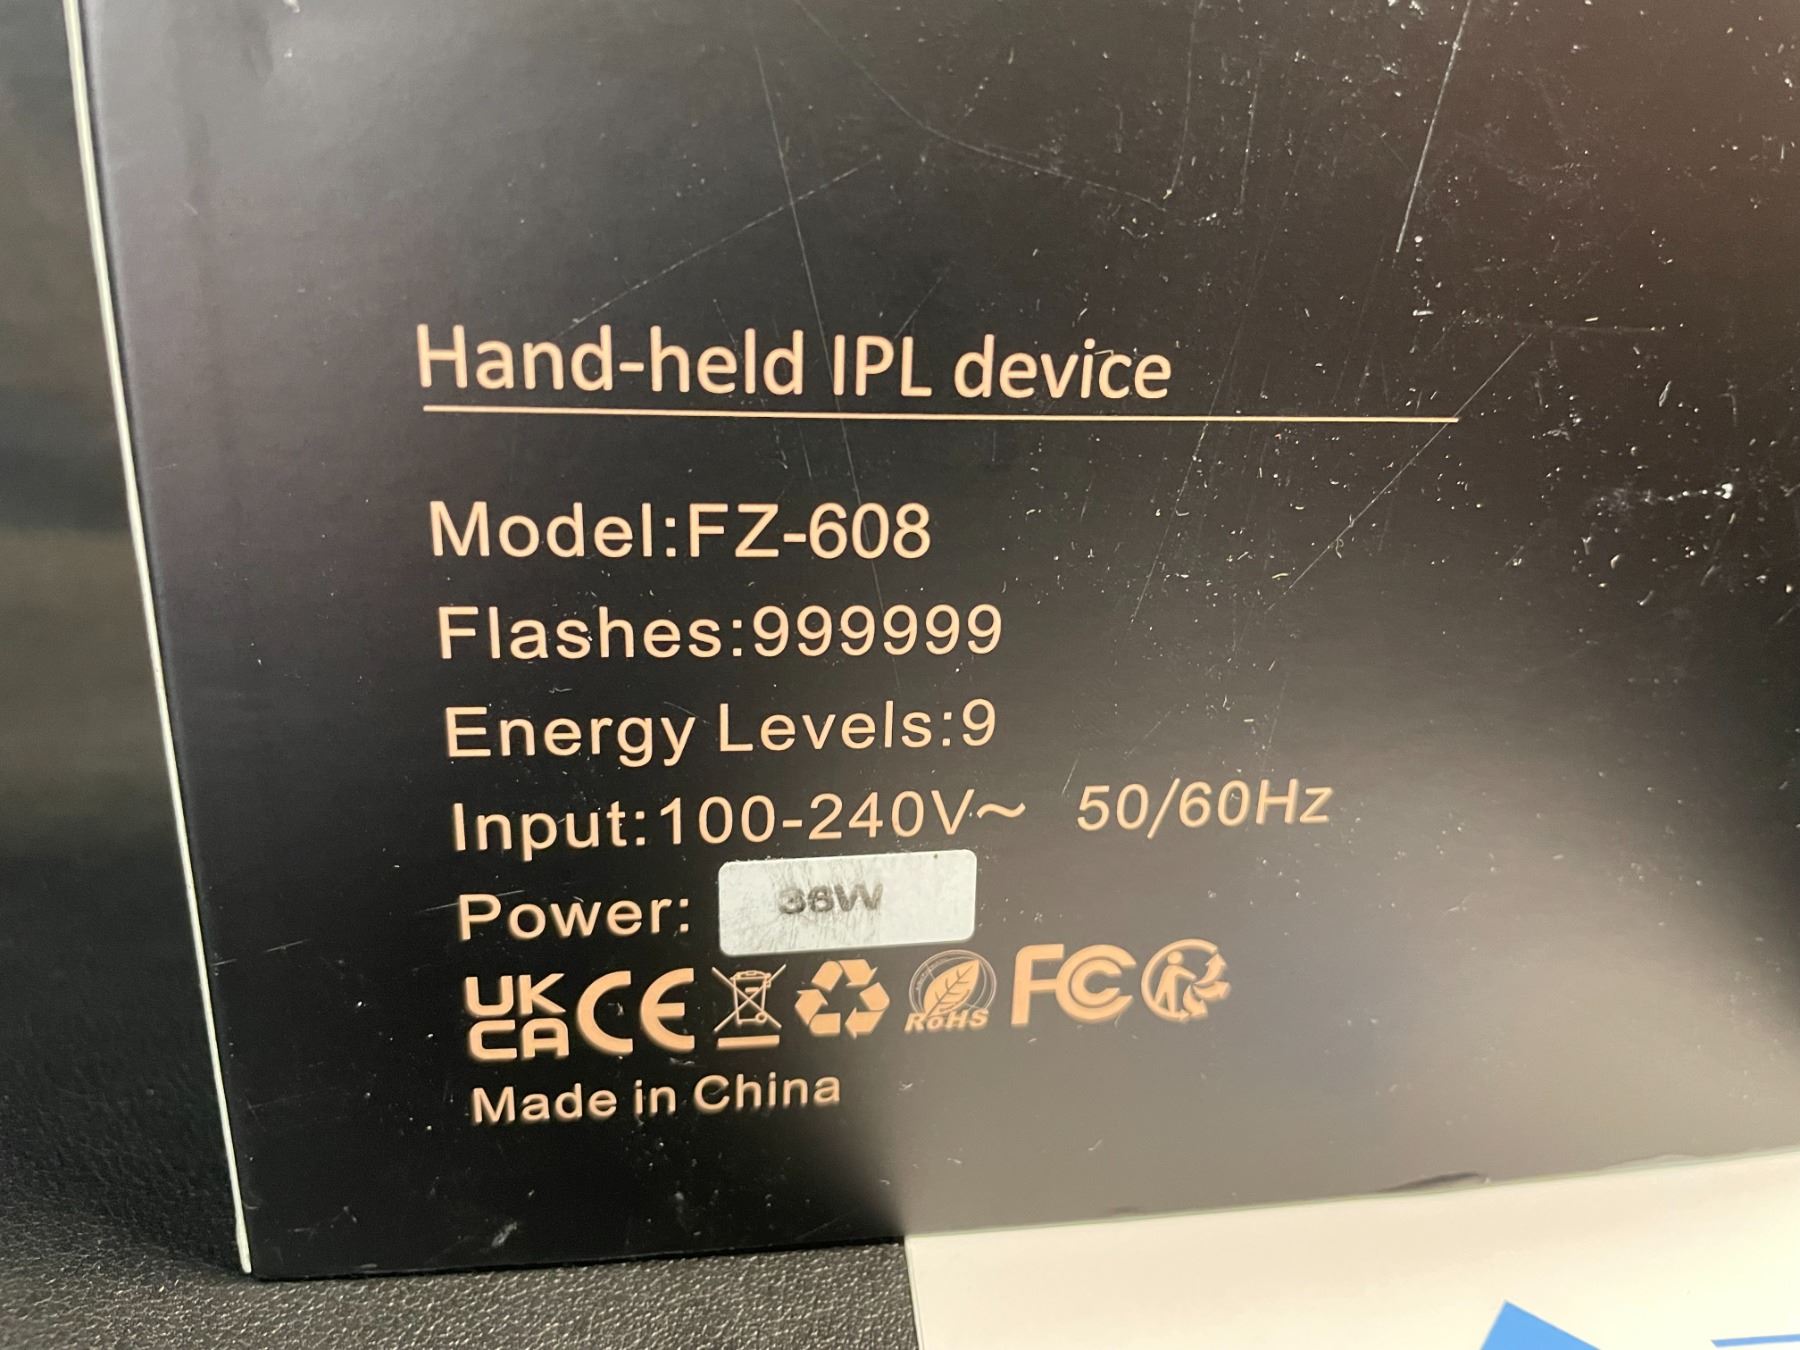 Hand-held IPL device
Model:FZ-608
Flashes:999999
Energy Levels:9
Input:100-240V~ 50/60Hz
Power: 36W
UK
CA CE RoHS FC
Made in China